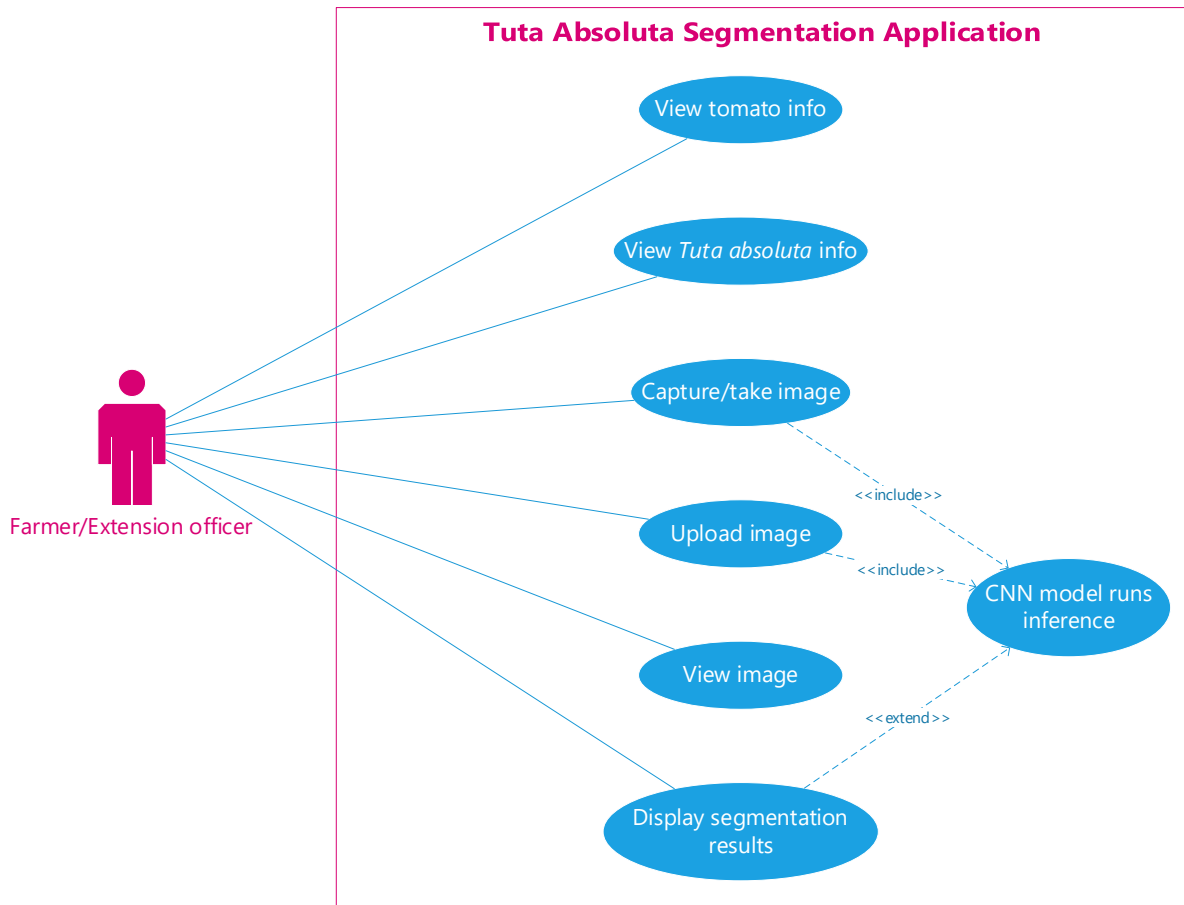 Tuta Absoluta Segmentation Application
View tomato info
View Tuta absoluta info
Capture/take image
<<include>>
Farmer/Extension officer
Upload image
<<include>>
CNN model runs
inference
View image
<<extend>>
Display segmentation
results